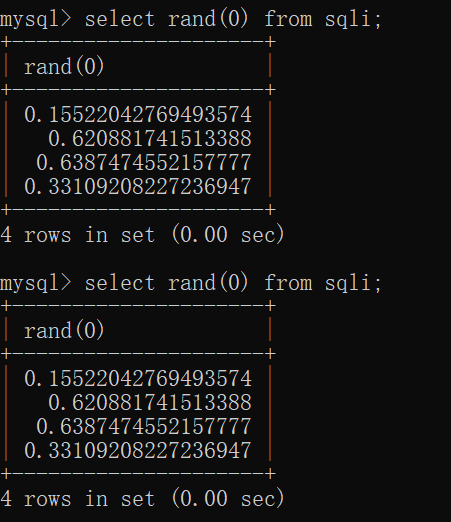 mysql> select rand(0) from sqli;
+---------------------+
| rand(0)             |
+---------------------+
| 0.15522042769493574 |
|   0.620881741513388 |
|  0.6387474552157777 |
| 0.33109208227236947 |
+---------------------+
4 rows in set (0.00 sec)
mysql> select rand(0) from sqli;
+---------------------+
| rand(0)             |
+---------------------+
| 0.15522042769493574 |
|   0.620881741513388 |
|  0.6387474552157777 |
| 0.33109208227236947 |
+---------------------+
4 rows in set (0.00 sec)